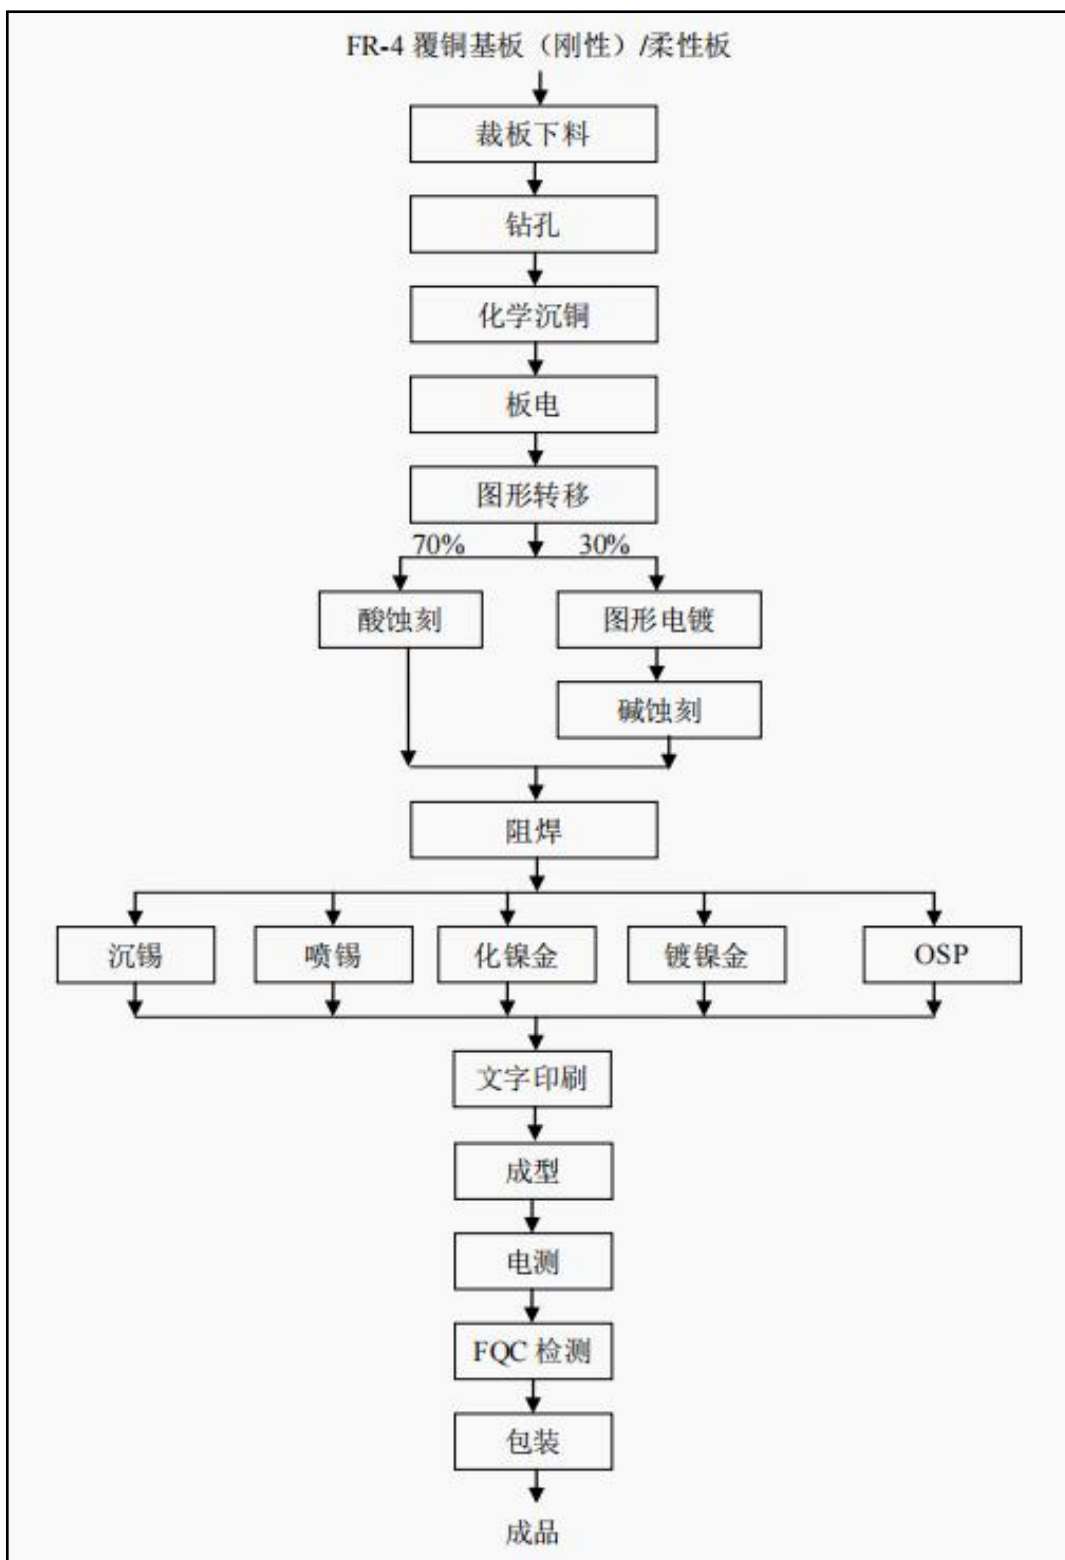 FR-4 覆铜基板（刚性）/柔性板
裁板下料
钻孔
化学沉铜
板电
图形转移
70% 30%
酸蚀刻 图形电镀
碱蚀刻
阻焊
沉锡 喷锡 化镍金 镀镍金 OSP
文字印刷
成型
电测
FQC 检测
包装
成品